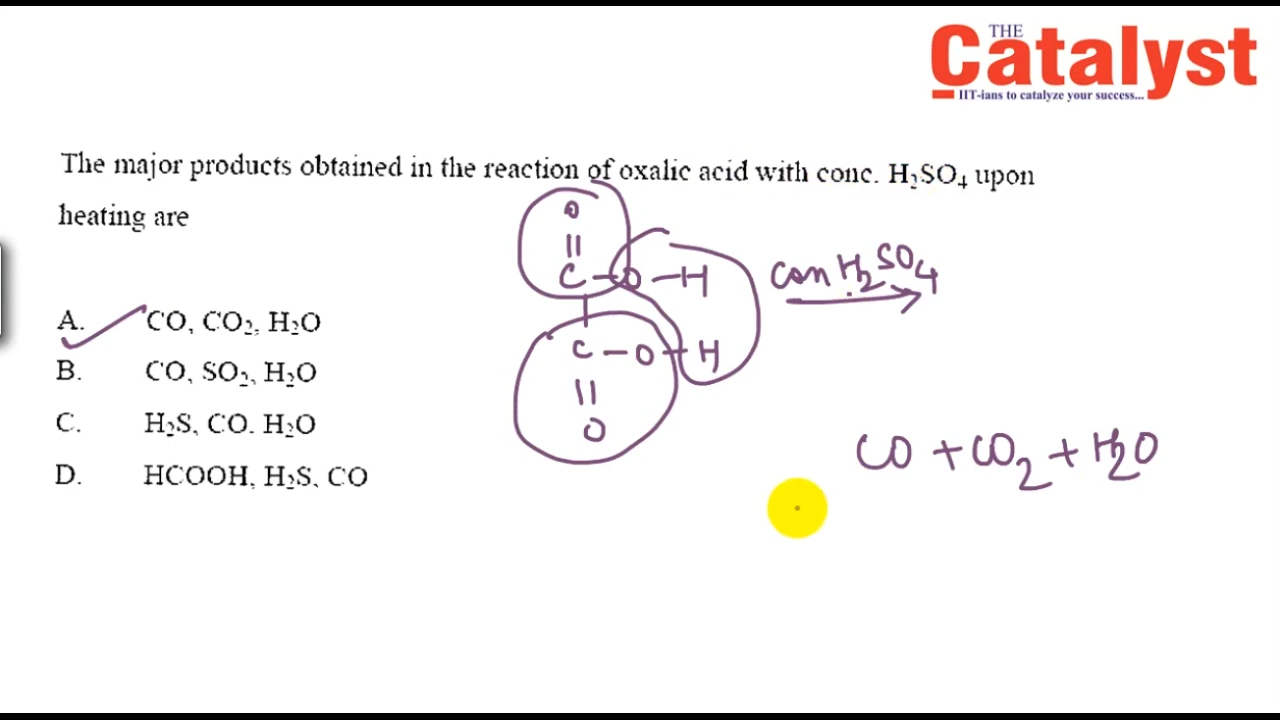 THE
Catalyst
IIT-ians to catalyze your success...
The major products obtained in the reaction of oxalic acid with conc. H₂SO₄ upon
heating are
A. CO, CO₂, H₂O
B. CO, SO₂, H₂O
C. H₂S, CO. H₂O
D. HCOOH, H₂S, CO
O
||
C-O-H
|
C-O-H
||
O
con H₂SO₄
CO + CO₂ + H₂O